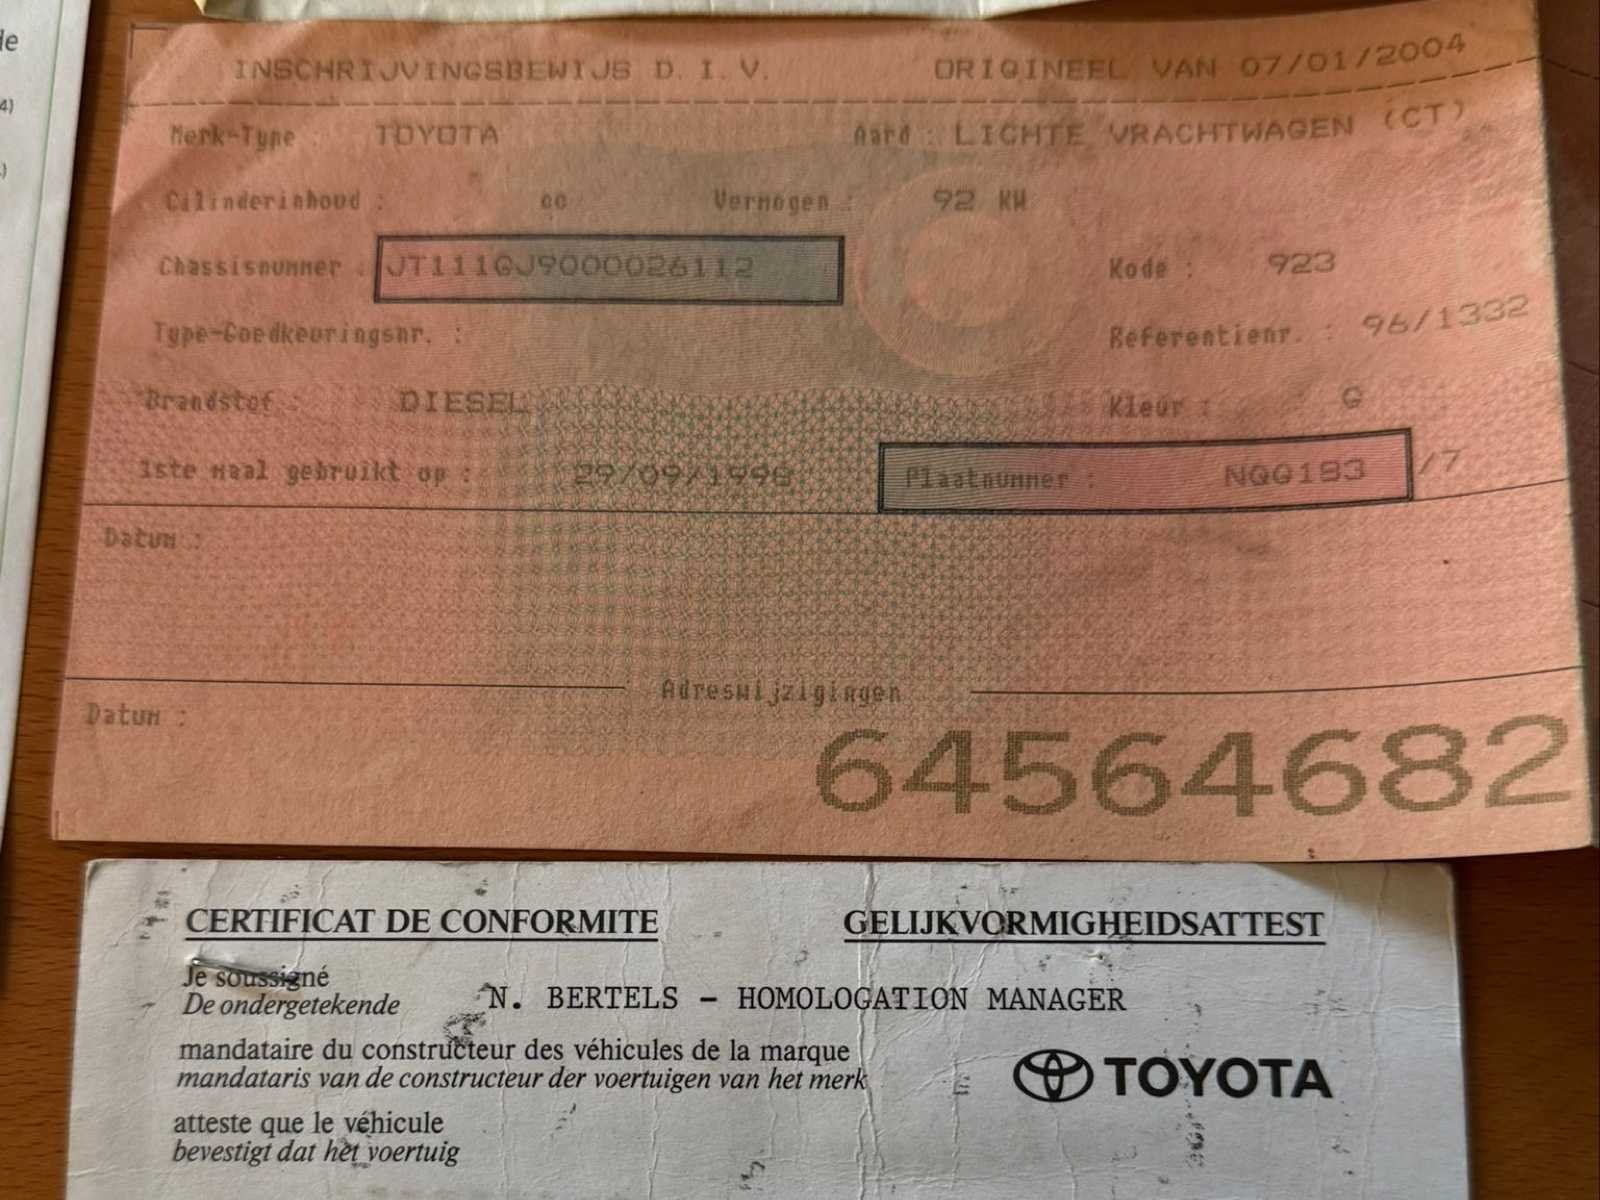 le
4)
)
INSCHRIJVINGSBEWIJS D.I.V. ORIGINEEL VAN 07/01/2004
Merk-Type : TOYOTA Aard : LICHTE VRACHTWAGEN (CT)
Cilinderinhoud : cc Vermogen : 92 KW
Chassisnummer : JT111GJ9000026112 Kode : 923
Type-Goedkeuringsnr. : Referentienr. : 96/1332
Brandstof : DIESEL Kleur : G
1ste maal gebruikt op : 29/09/1998 Plaatnummer : NQQ183 /7
Datum :
Adreswijzigingen
Datum :
64564682
CERTIFICAT DE CONFORMITE GELIJKVORMIGHEIDSATTEST
Je soussigné
De ondergetekende N. BERTELS – HOMOLOGATION MANAGER
mandataire du constructeur des véhicules de la marque
mandataris van de constructeur der voertuigen van het merk TOYOTA
atteste que le véhicule
bevestigt dat het voertuig